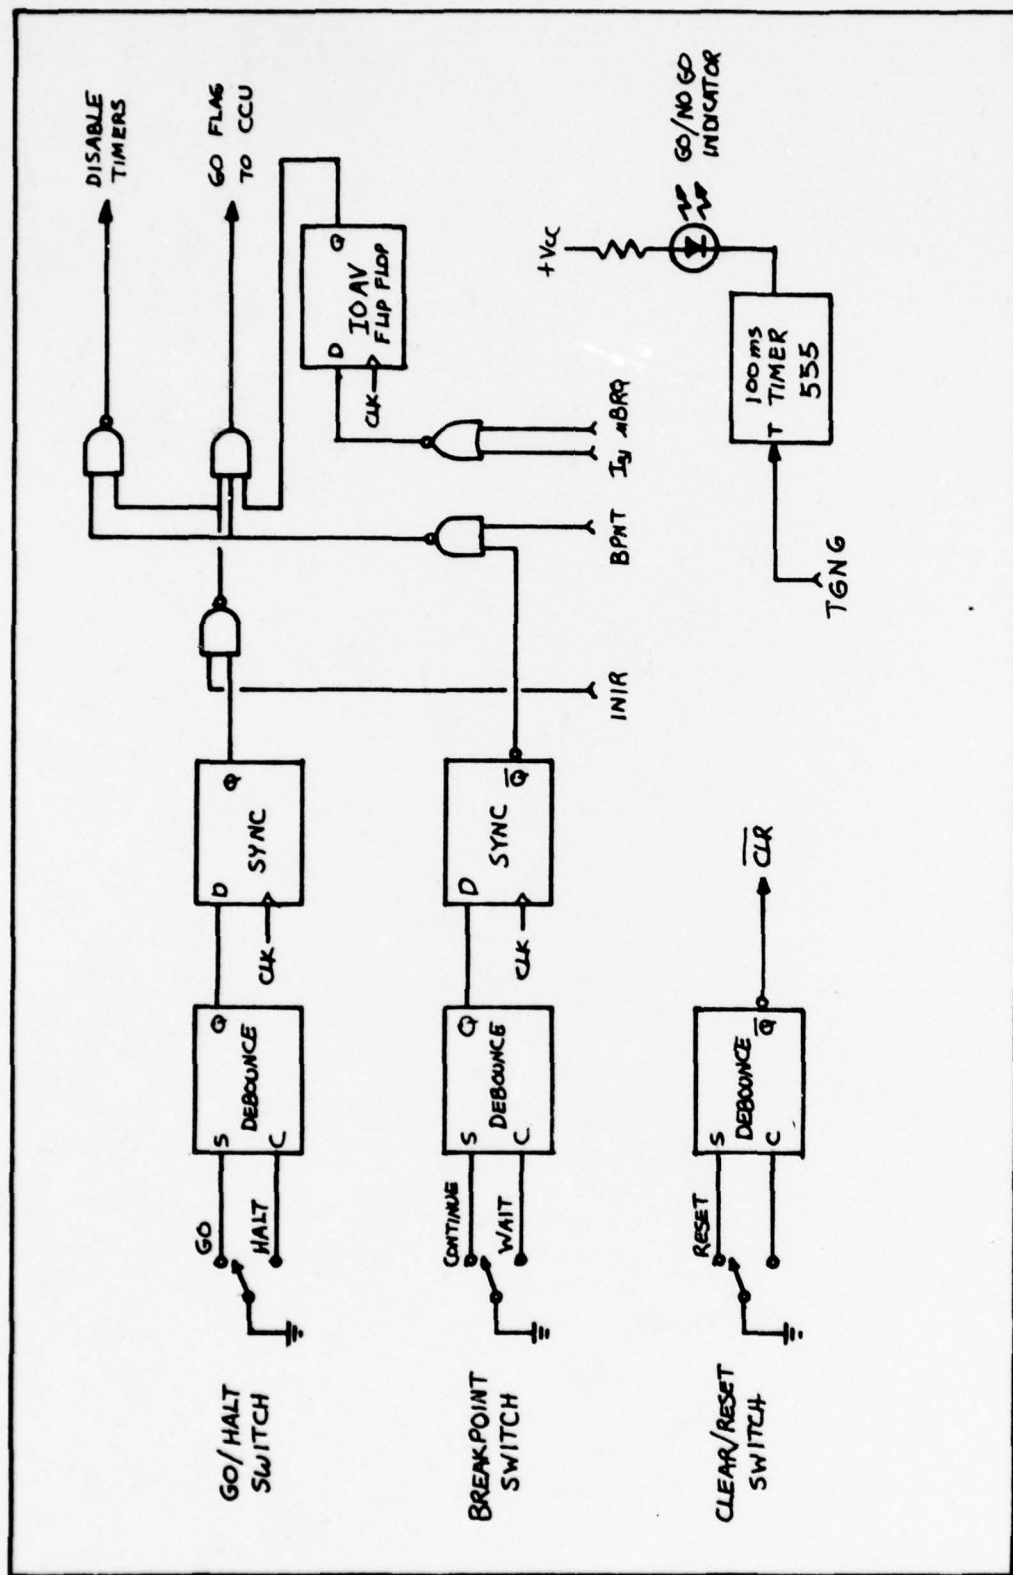 GO/HALT
SWITCH
GO
HALT
S
C
Q
DEBOUNCE
D
Q
SYNC
CLK
DISABLE
TIMERS
GO FLAG
TO CCU
D
Q
IOAV
FLIP FLOP
CLK
INIR
BPNT
μBRQ
BREAKPOINT
SWITCH
CONTINUE
WAIT
S
C
Q
DEBOUNCE
D
Q
SYNC
CLK
CLEAR/RESET
SWITCH
RESET
S
C
Q
DEBOUNCE
CLR
TGNG
T
100ms
TIMER
555
+Vcc
GO/NO GO
INDICATOR